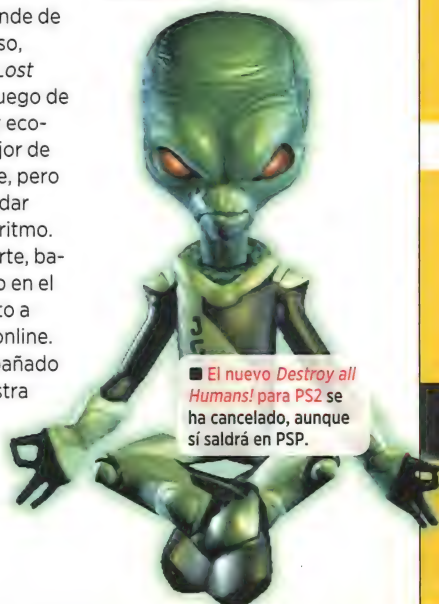 nde de
so,
Lost
uego de
eco-
jor de
e, pero
dar
ritmo.
rte, ba-
o en el
to a
online.
pañado
stra
■ El nuevo Destroy all
Humans! para PS2 se
ha cancelado, aunque
sí saldrá en PSP.